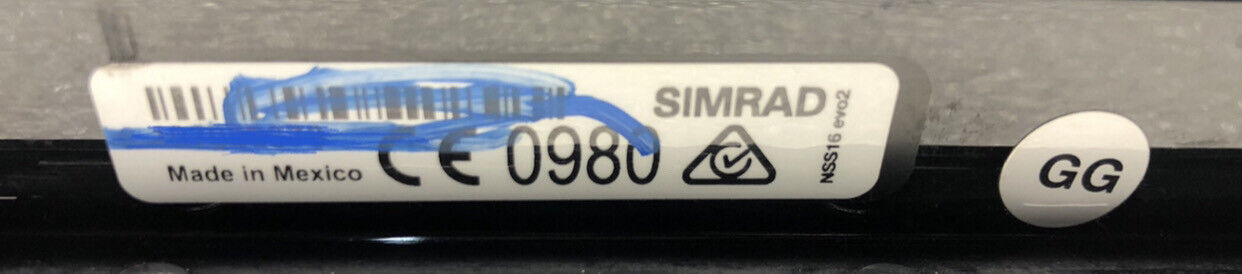 SIMRAD
Made in Mexico
CE 0980
NSS16 evo2
GG